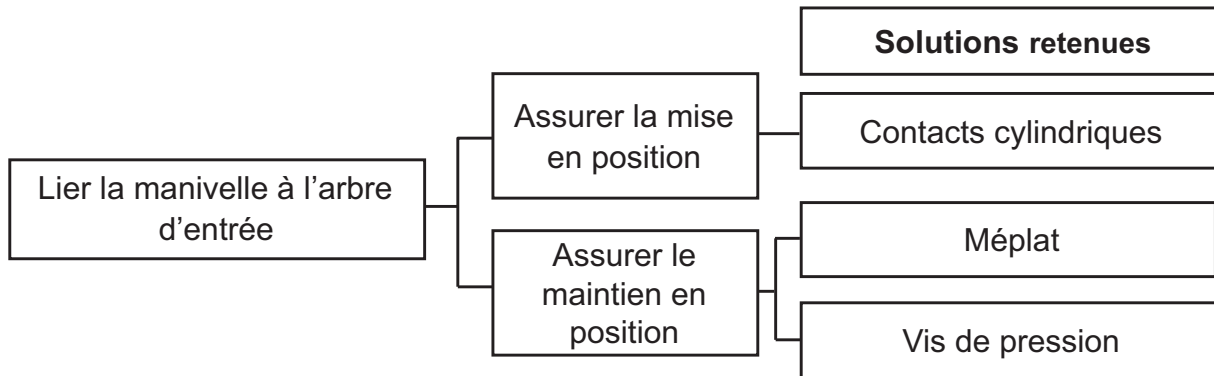 Solutions retenues
Assurer la mise
en position
Contacts cylindriques
Lier la manivelle à l’arbre
d’entrée
Assurer le
maintien en
position
Méplat
Vis de pression